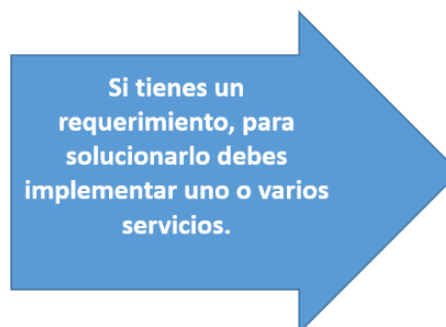 Si tienes un
requerimiento, para
solucionarlo debes
implementar uno o varios
servicios.